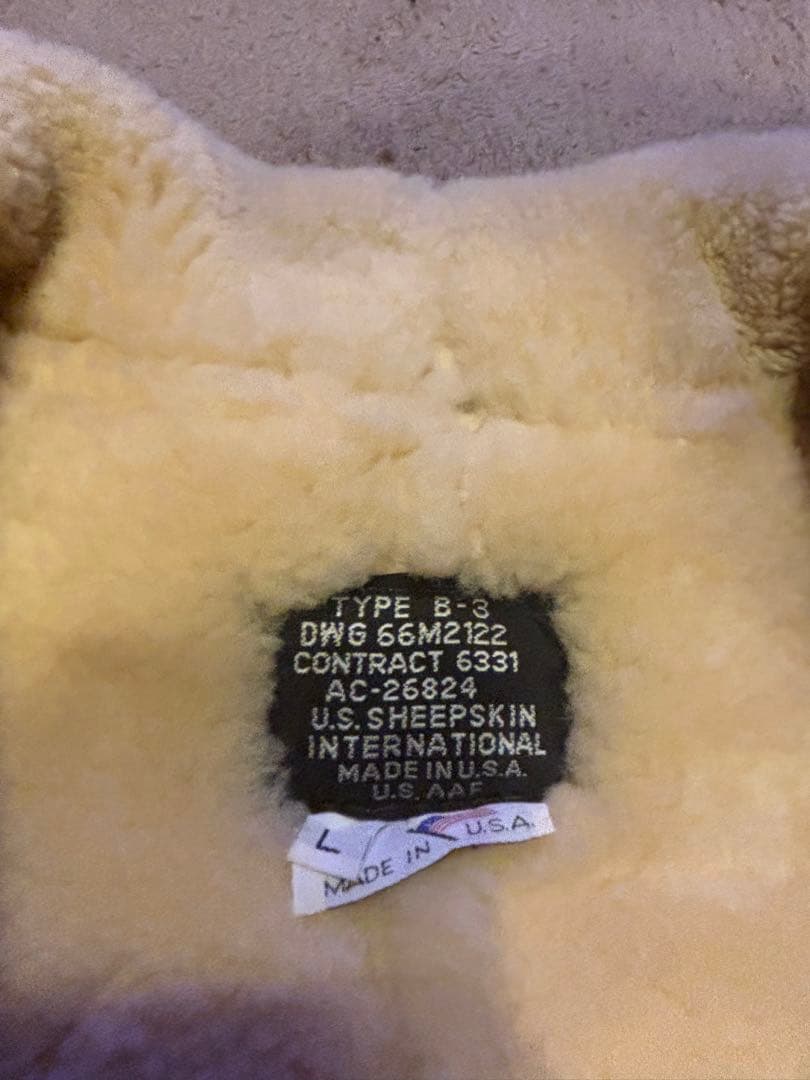 TYPE B-3
DWG 66M2122
CONTRACT 6331
AC-26824
U.S. SHEEPSKIN
INTERNATIONAL
MADE IN U.S.A.
U.S. AAF
L
MADE IN U.S.A.